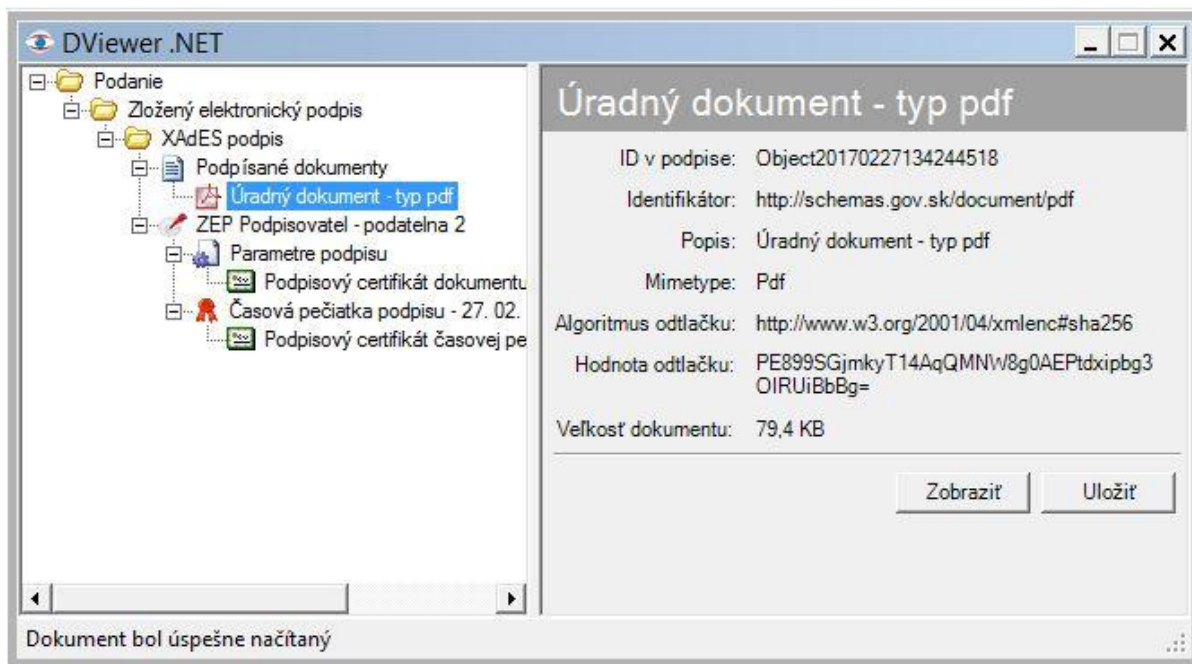 DViewer .NET
Podanie
Zložený elektronický podpis
XAdES podpis
Podpísané dokumenty
Úradný dokument - typ pdf
ZEP Podpisovatel - podatelna 2
Parametre podpisu
Podpisový certifikát dokumentu
Časová pečiatka podpisu - 27. 02.
Podpisový certifikát časovej pe
Úradný dokument - typ pdf
ID v podpise: Object20170227134244518
Identifikátor: http://schemas.gov.sk/document/pdf
Popis: Úradný dokument - typ pdf
Mimetype: Pdf
Algoritmus odtlačku: http://www.w3.org/2001/04/xmlenc#sha256
Hodnota odtlačku: PE899SGjmkyT14AqQMNW8g0AEPtdxipbg3
OIRUiBbBg=
Veľkosť dokumentu: 79,4 KB
Zobraziť Uložiť
Dokument bol úspešne načítaný